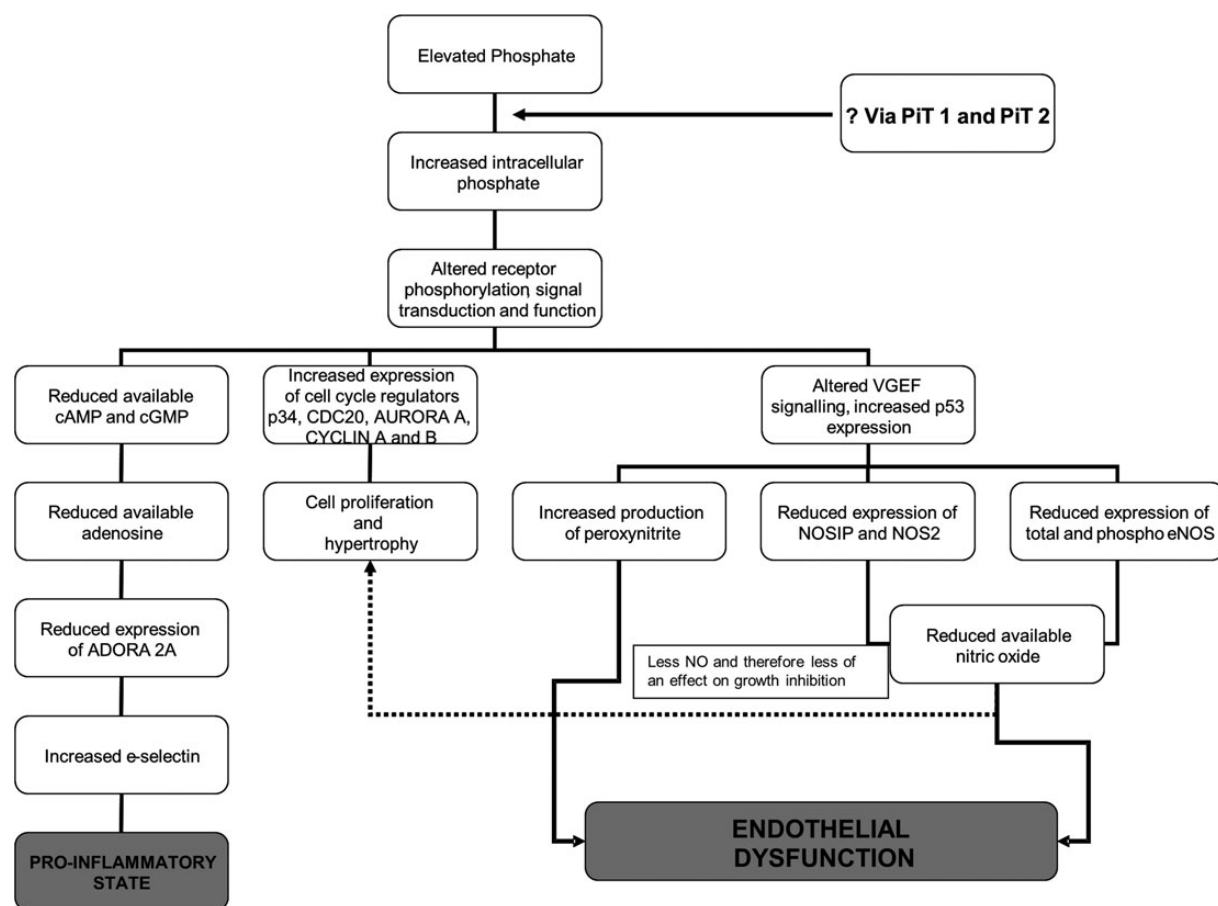 Elevated Phosphate
? Via PiT 1 and PiT 2
Increased intracellular
phosphate
Altered receptor
phosphorylation, signal
transduction and function
Reduced available
cAMP and cGMP
Increased expression
of cell cycle regulators
p34, CDC20, AURORA A,
CYCLIN A and B
Altered VGEF
signalling, increased p53
expression
Reduced available
adenosine
Cell proliferation
and
hypertrophy
Increased production
of peroxynitrite
Reduced expression of
NOSIP and NOS2
Reduced expression of
total and phospho eNOS
Reduced expression
of ADORA 2A
Less NO and therefore less of
an effect on growth inhibition
Reduced available
nitric oxide
Increased e-selectin
PRO-INFLAMMATORY
STATE
ENDOTHELIAL
DYSFUNCTION